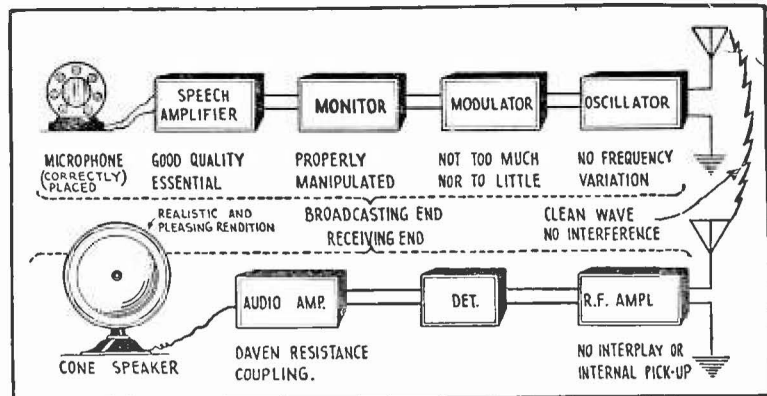 SPEECH
AMPLIFIER
MONITOR
MODULATOR
OSCILLATOR
MICROPHONE
(CORRECTLY)
PLACED
GOOD QUALITY
ESSENTIAL
PROPERLY
MANIPULATED
NOT TOO MUCH
NOR TO LITTLE
NO FREQUENCY
VARIATION
REALISTIC AND
PLEASING RENDITION
BROADCASTING END
RECEIVING END
CLEAN WAVE
NO INTERFERENCE
AUDIO AMP.
DET.
R.F. AMPL
CONE SPEAKER
DAVEN RESISTANCE
COUPLING.
NO INTERPLAY OR
INTERNAL PICK-UP